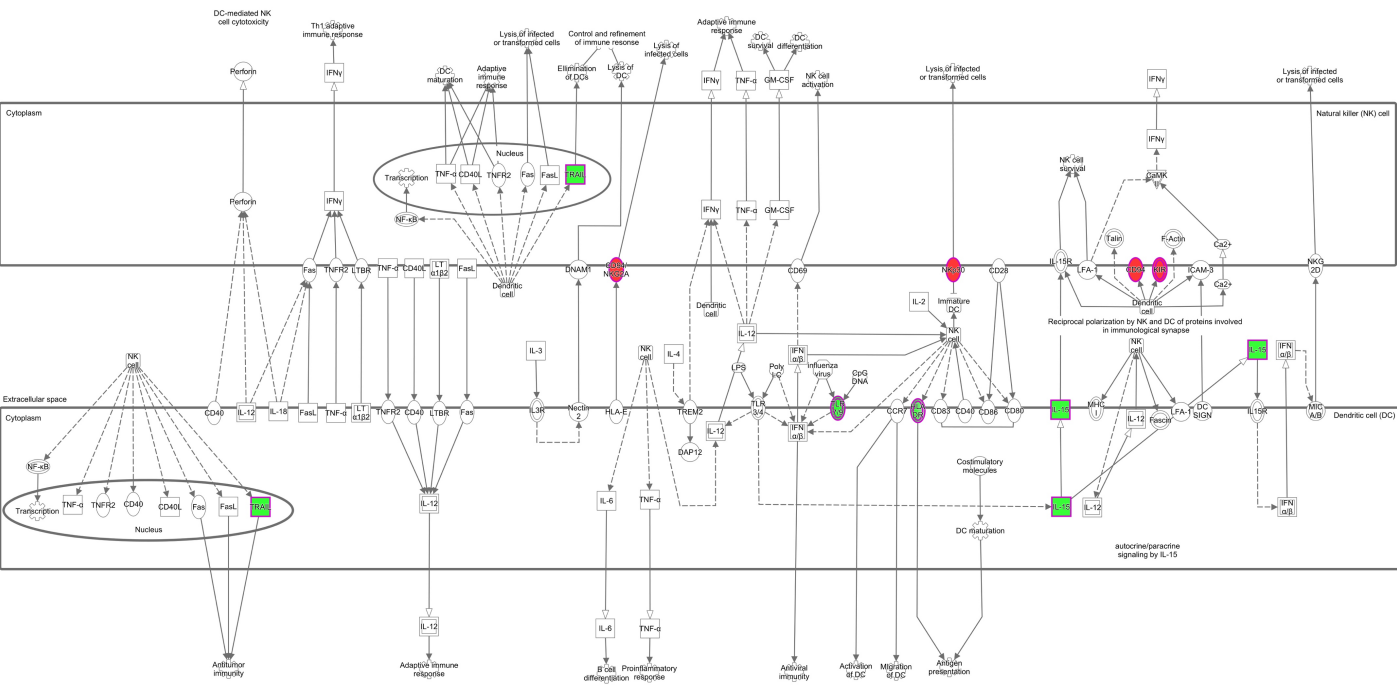 DC-mediated NK
cell cytotoxicity
Th1 adaptive
immune response
Perforin
IFNγ
DC
maturation
Adaptive
immune
response
Lysis of infected
or transformed cells
Control and refinement
of immune resonse
Ellimination
of DCs
Lysis of
DC
Lysis of
infected cells
Adaptive immune
response
IFNγ
TNF-α
DC
survival
DC
differentiation
GM-CSF
NK cell
activation
Lysis of infected
or transformed cells
IFNγ
Lysis of infected
or transformed cells
Cytoplasm
Natural killer (NK) cell
Nucleus
Transcription
TNF-α
CD40L
TNFR2
Fas
FasL
TRAIL
NF-κB
Perforin
IFNγ
IFNγ
TNF-α
GM-CSF
IFNγ
NK cell
survival
CaMK
II
Talin
F-Actin
Ca2+
Fas
TNFR2
LTBR
TNF-α
CD40L
LT
α1β2
FasL
Dendritic
cell
DNAM1
CD69
NKp30
CD28
IL-15R
LFA-1
CD94
KIR
ICAM-3
Ca2+
NKG
2D
Dendritic
cell
Dendritic
cell
Reciprocal polarization by NK and DC of proteins involved
in immunological synapse
IL-2
Immature
DC
NK
cell
IL-12
NK
cell
IL-3
NK
cell
IL-4
LPS
IFN
α/β
Influenza
virus
CpG
DNA
NK
cell
IL-15
IFN
α/β
Extracellular space
Cytoplasm
Dendritic cell (DC)
CD40
IL-12
IL-18
FasL
TNF-α
LT
α1β2
TNFR2
CD40
LTBR
Fas
IL3R
Nectin
2
HLA-E
TREM2
DAP12
IL-12
TLR
3/4
IFN
α/β
CCR7
CD83
CD40
CD86
CD80
IL-15
MHC
I
IL-12
Fascin
LFA-1
DC
SIGN
IL15R
MIC
A/B
NF-κB
Transcription
TNF-α
TNFR2
CD40
CD40L
Fas
FasL
TRAIL
Nucleus
IL-12
IL-6
TNF-α
Costimulatory
molecules
DC maturation
IL-15
IL-12
IFN
α/β
autocrine/paracrine
signaling by IL-15
IL-12
IL-6
TNF-α
Antitumor
immunity
Adaptive immune
response
B cell
differentiation
Proinflammatory
response
Antiviral
immunity
Activation
of DC
Migration
of DC
Antigen
presentation